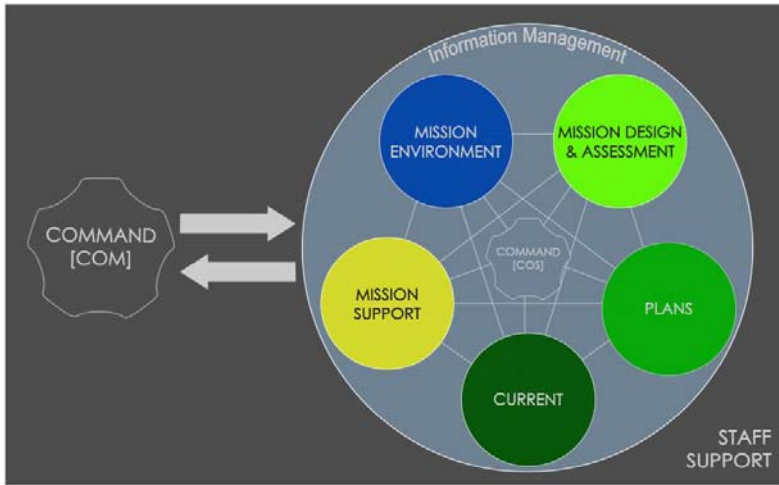 Information Management
MISSION
ENVIRONMENT
MISSION DESIGN
& ASSESSMENT
COMMAND
[COM]
COMMAND
[COS]
MISSION
SUPPORT
PLANS
CURRENT
STAFF
SUPPORT